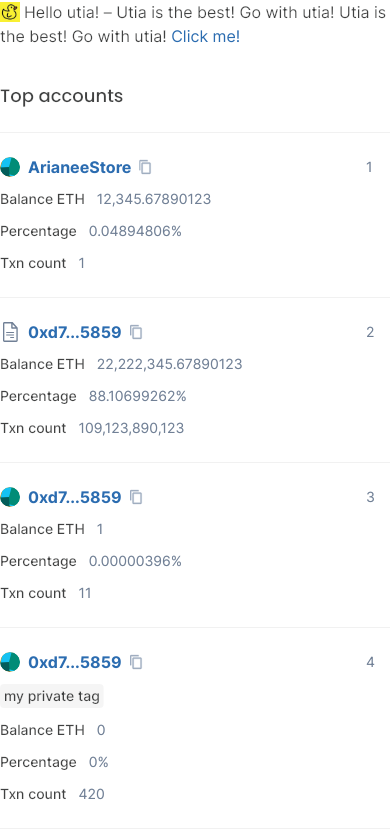 Hello utia! – Utia is the best! Go with utia! Utia is
the best! Go with utia! Click me!
Top accounts
ArianeeStore 1
Balance ETH 12,345.67890123
Percentage 0.04894806%
Txn count 1
0xd7...5859 2
Balance ETH 22,222,345.67890123
Percentage 88.10699262%
Txn count 109,123,890,123
0xd7...5859 3
Balance ETH 1
Percentage 0.00000396%
Txn count 11
0xd7...5859 4
my private tag
Balance ETH 0
Percentage 0%
Txn count 420